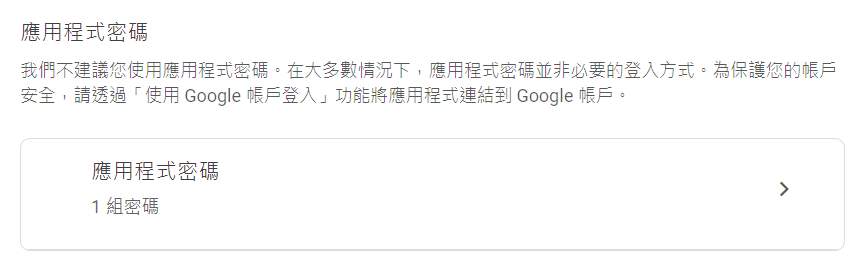 應用程式密碼
我們不建議您使用應用程式密碼。在大多數情況下，應用程式密碼並非必要的登入方式。為保護您的帳戶
安全，請透過「使用 Google 帳戶登入」功能將應用程式連結到 Google 帳戶。
應用程式密碼
1 組密碼